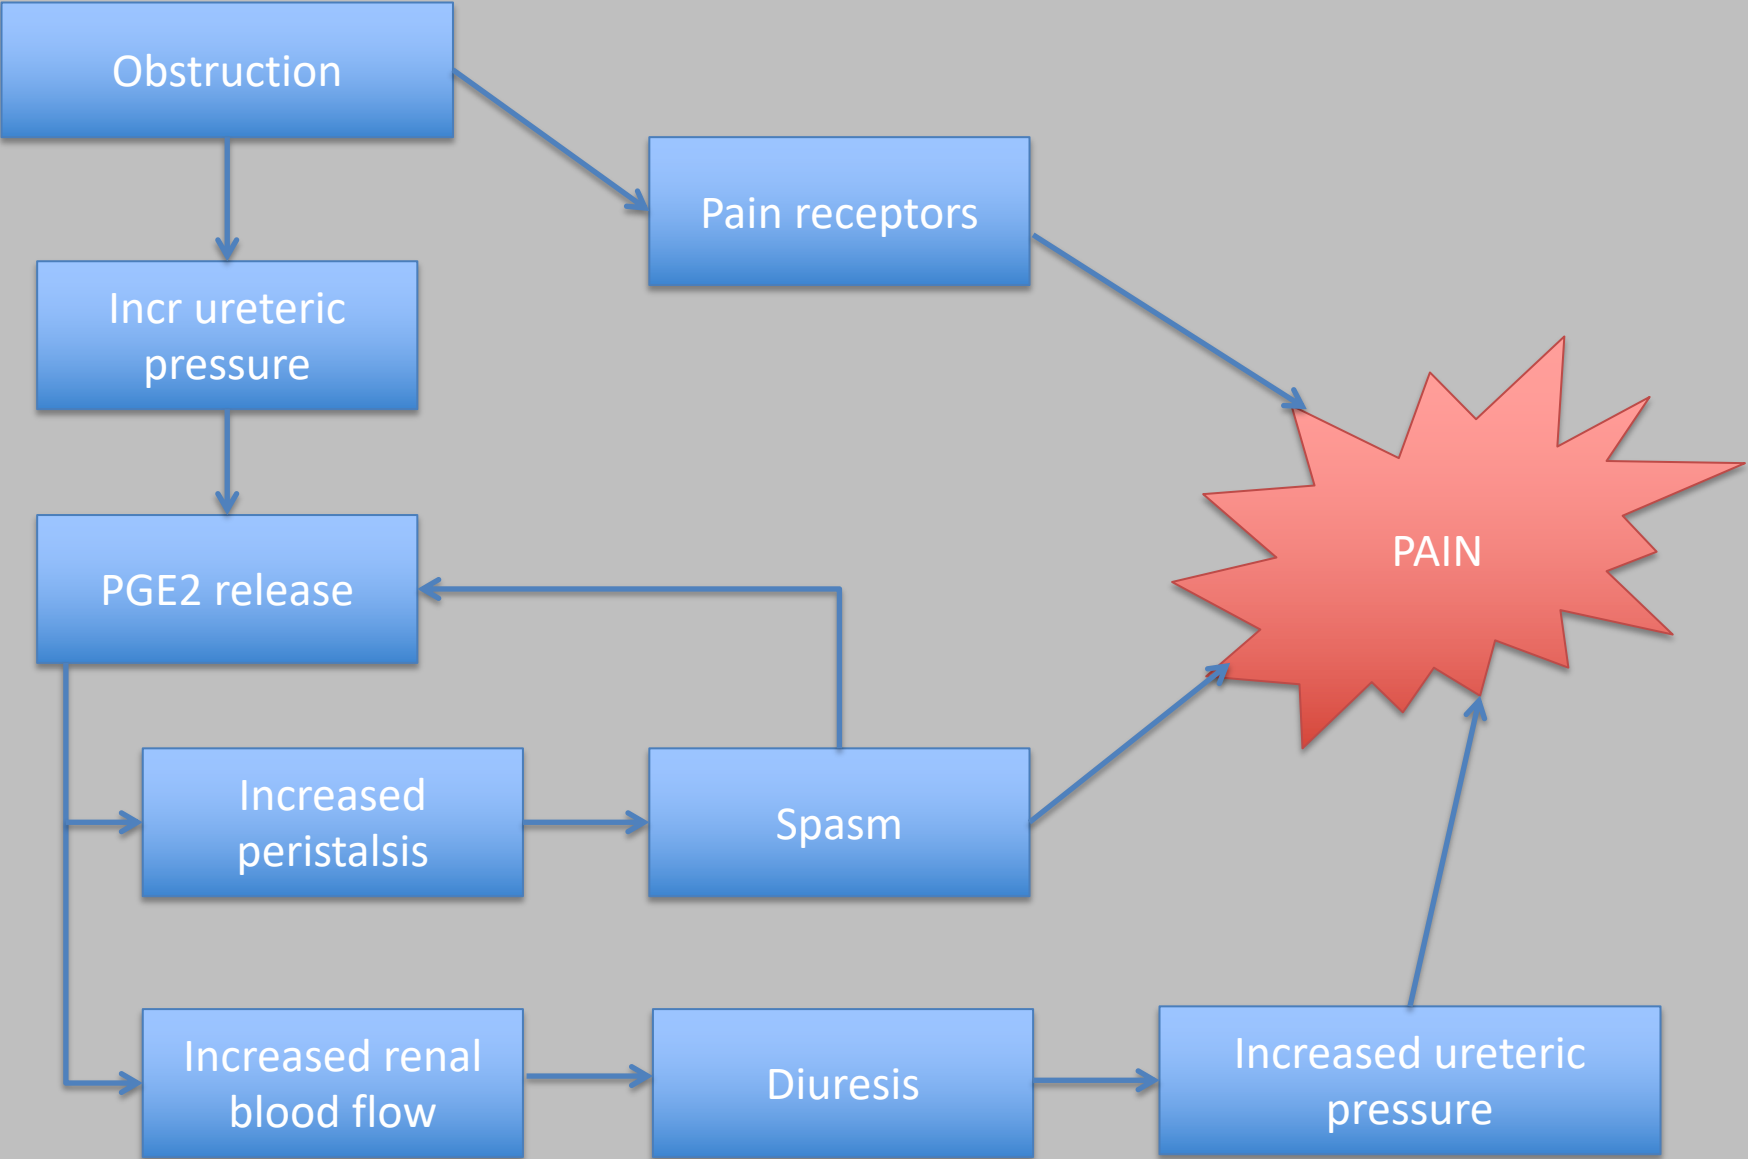 Obstruction
Pain receptors
Incr ureteric
pressure
PGE2 release
PAIN
Increased
peristalsis
Spasm
Increased renal
blood flow
Diuresis
Increased ureteric
pressure